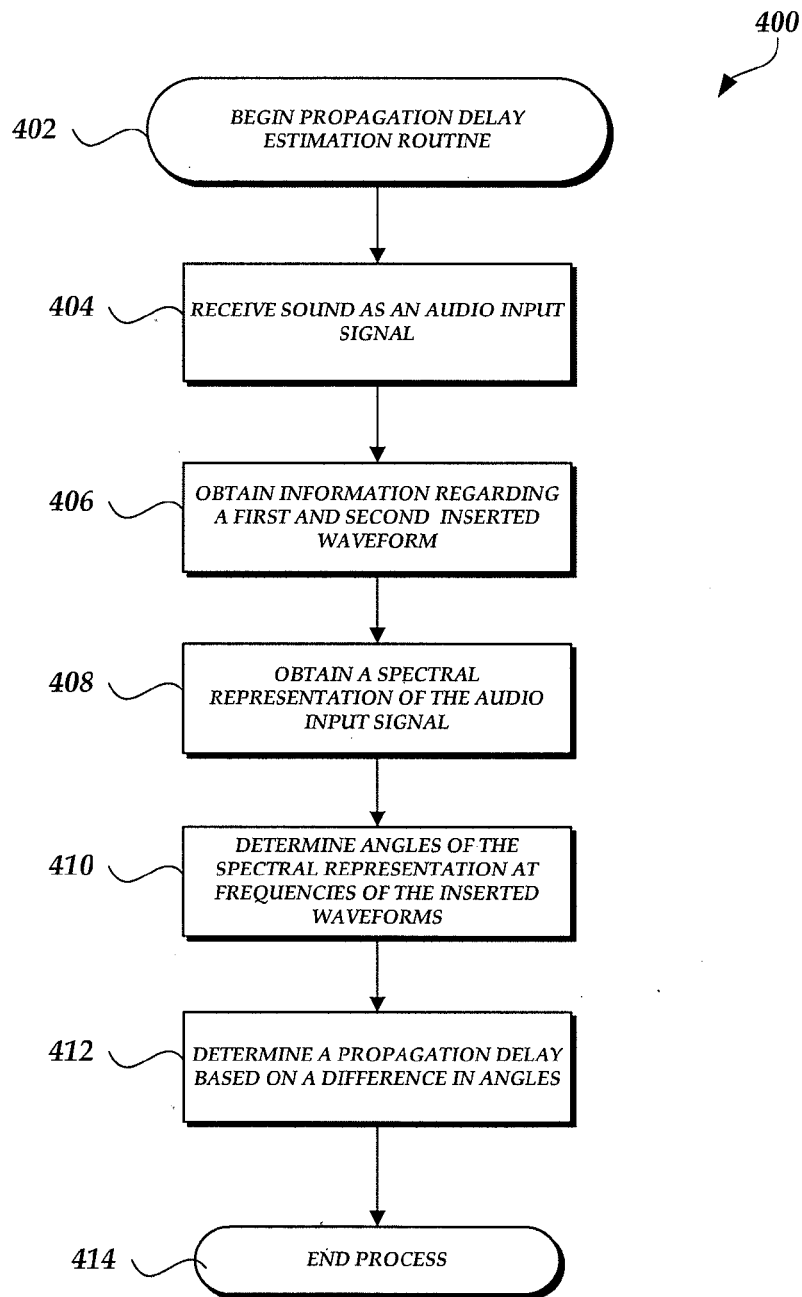 400
402
BEGIN PROPAGATION DELAY
ESTIMATION ROUTINE
404
RECEIVE SOUND AS AN AUDIO INPUT
SIGNAL
406
OBTAIN INFORMATION REGARDING
A FIRST AND SECOND INSERTED
WAVEFORM
408
OBTAIN A SPECTRAL
REPRESENTATION OF THE AUDIO
INPUT SIGNAL
410
DETERMINE ANGLES OF THE
SPECTRAL REPRESENTATION AT
FREQUENCIES OF THE INSERTED
WAVEFORMS
412
DETERMINE A PROPAGATION DELAY
BASED ON A DIFFERENCE IN ANGLES
414
END PROCESS